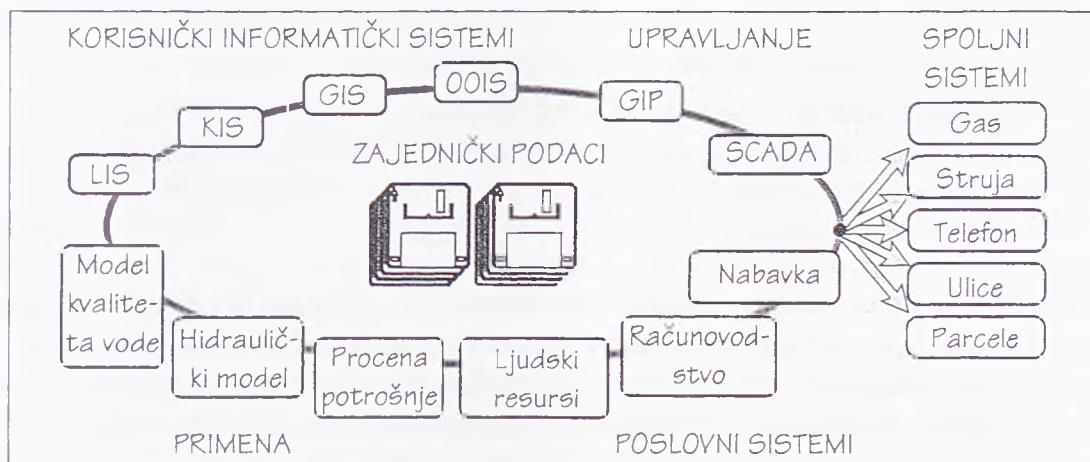 KORISNIČKI INFORMATIČKI SISTEMI
UPRAVLJANJE
SPOLJNI
SISTEMI
OOIS
GIS
GIP
KIS
Gas
ZAJEDNIČKI PODACI
SCADA
LIS
Struja
Telefon
Model
kvalite-
ta vode
Nabavka
Ulice
Hidraulič-
ki model
Procena
potrošnje
Ljudski
resursi
Računovod-
stvo
Parcele
PRIMENA
POSLOVNI SISTEMI